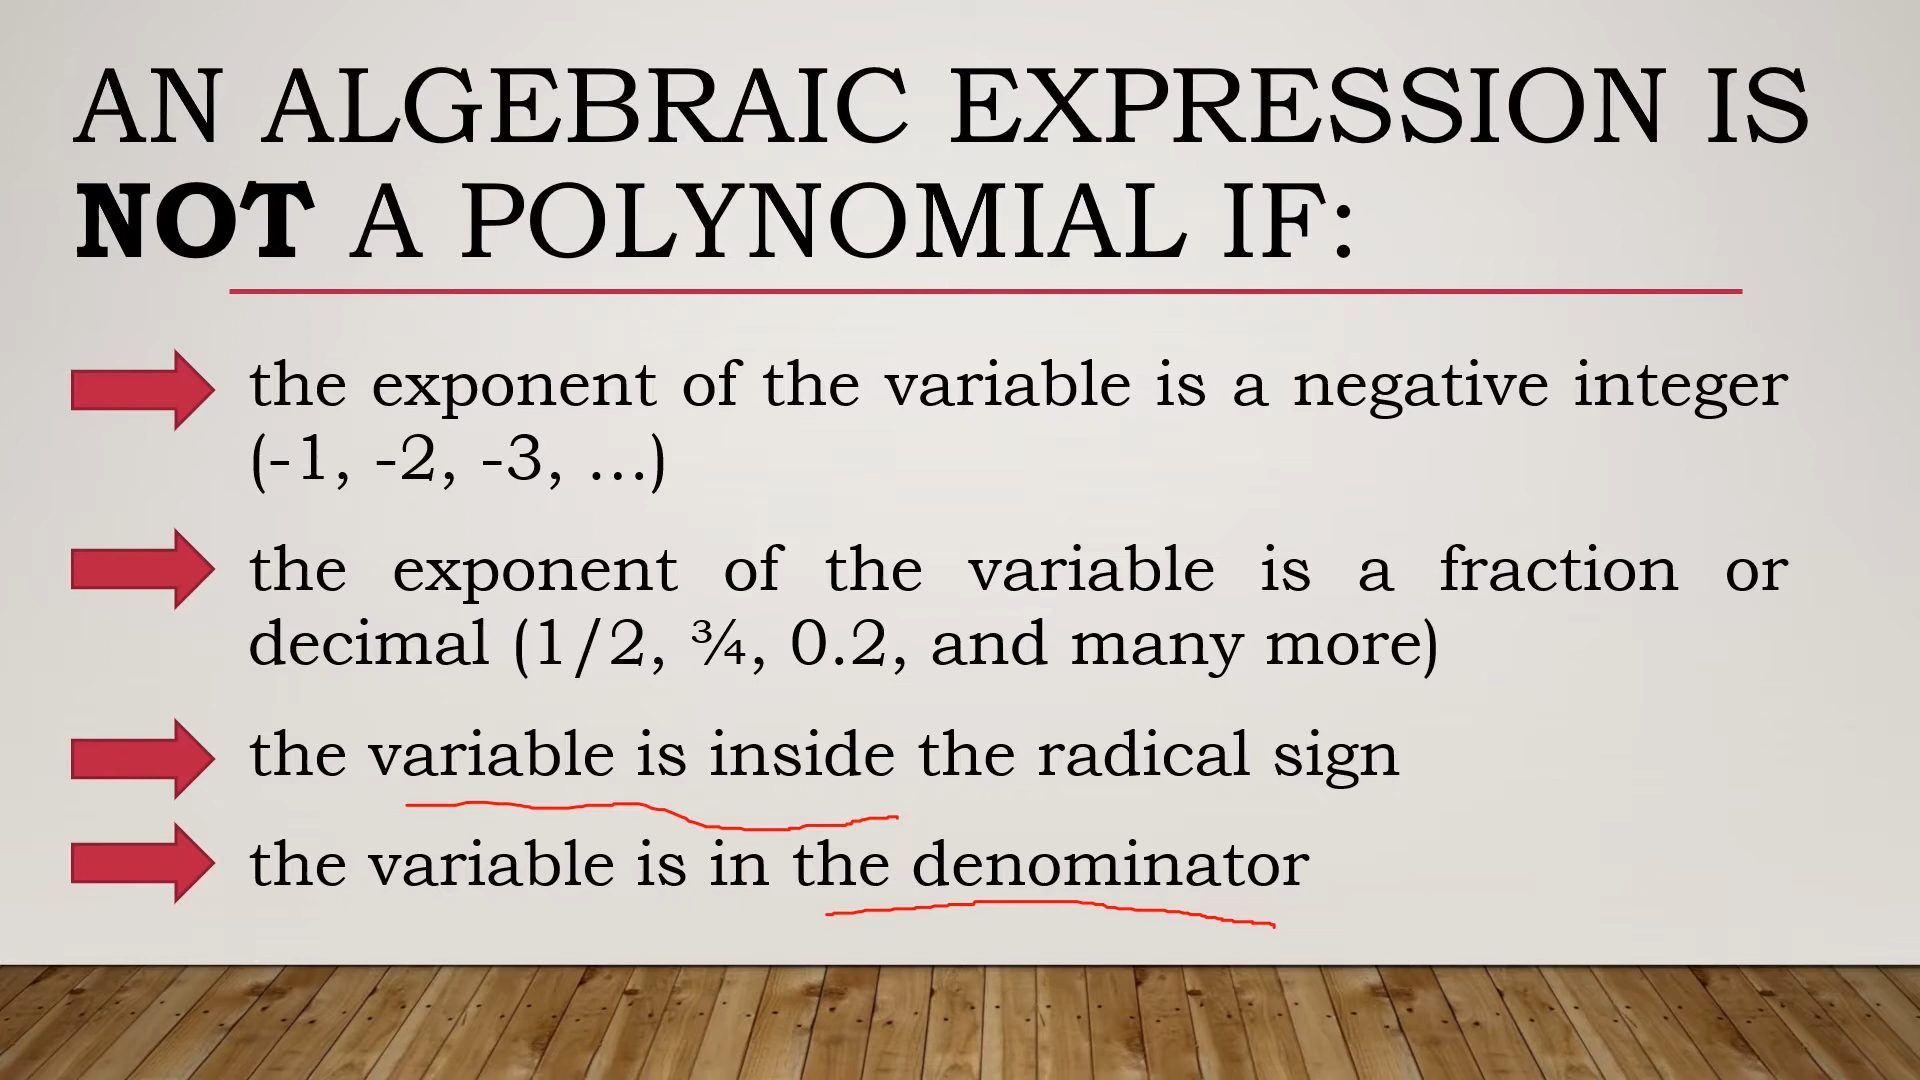 AN ALGEBRAIC EXPRESSION IS
NOT A POLYNOMIAL IF:
the exponent of the variable is a negative integer
(-1, -2, -3, …)
the exponent of the variable is a fraction or
decimal (1/2, ¾, 0.2, and many more)
the variable is inside the radical sign
the variable is in the denominator